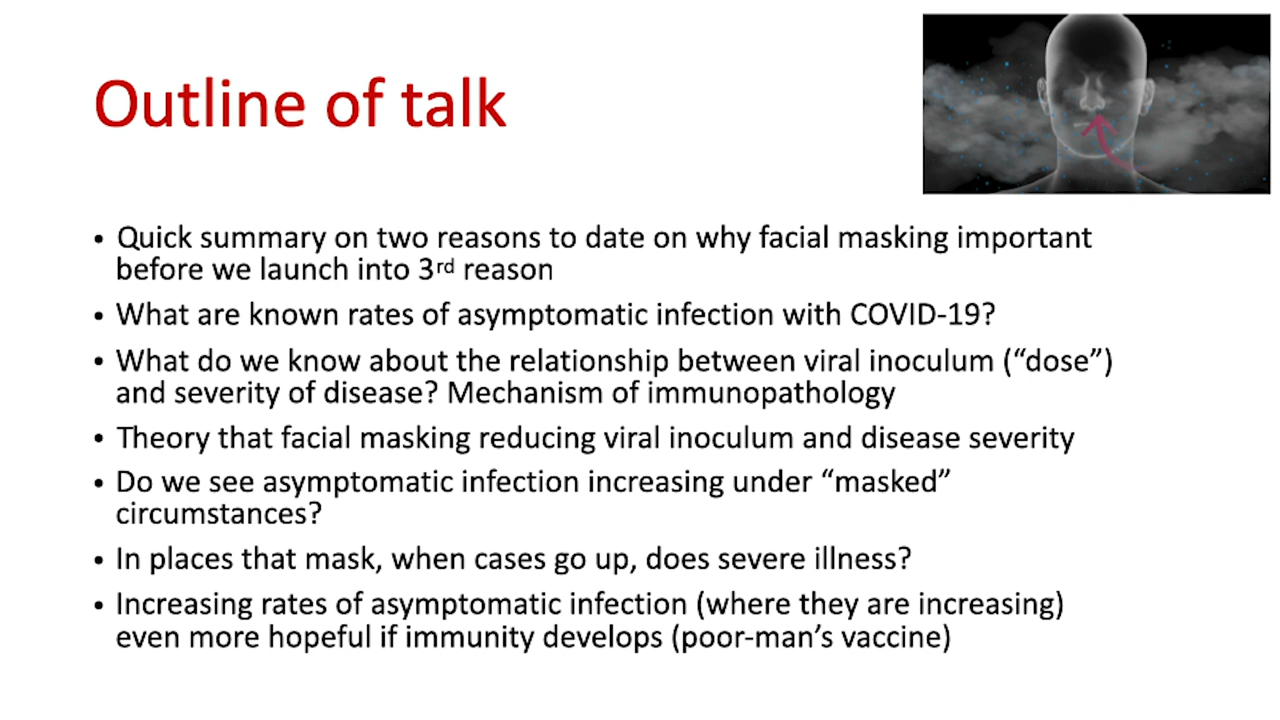 Outline of talk
• Quick summary on two reasons to date on why facial masking important
before we launch into 3rd reason
• What are known rates of asymptomatic infection with COVID-19?
• What do we know about the relationship between viral inoculum (“dose”)
and severity of disease? Mechanism of immunopathology
• Theory that facial masking reducing viral inoculum and disease severity
• Do we see asymptomatic infection increasing under “masked”
circumstances?
• In places that mask, when cases go up, does severe illness?
• Increasing rates of asymptomatic infection (where they are increasing)
even more hopeful if immunity develops (poor-man’s vaccine)